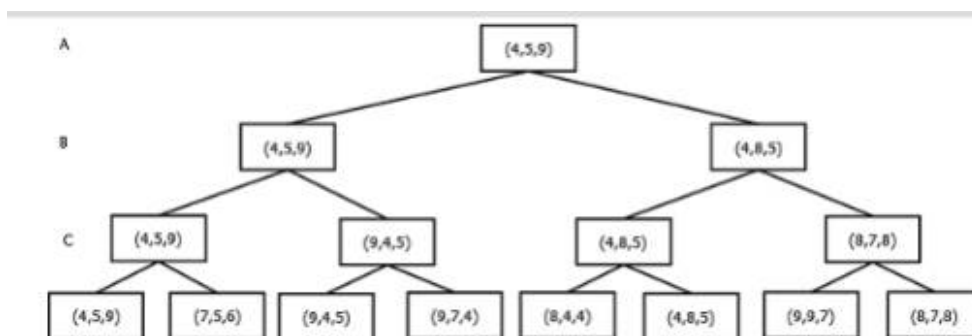 A
(4,5,9)
B
(4,5,9) (4,8,5)
C
(4,5,9) (9,4,5) (4,8,5) (8,7,8)
(4,5,9) (7,5,6) (9,4,5) (9,7,4) (8,4,4) (4,8,5) (9,9,7) (8,7,8)